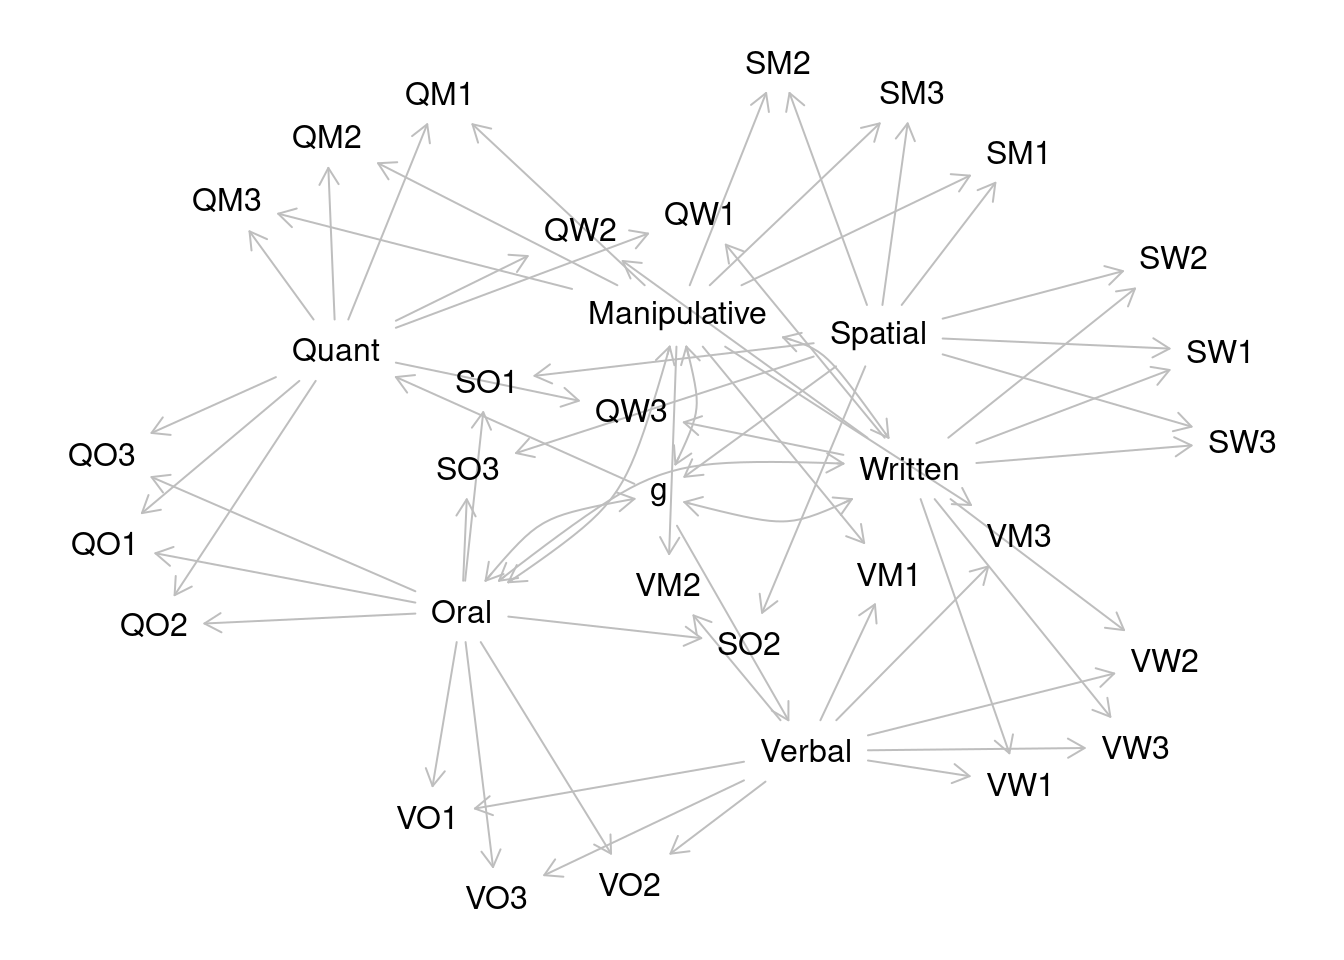 SM2
QM1
SM3
QM2
SM1
QM3
QW1
QW2
SW2
Manipulative
Spatial
Quant
SW1
SO1
QW3
SW3
QO3
SO3
Written
g
VM3
QO1
VM1
VM2
Oral
QO2
SO2
VW2
Verbal
VW3
VW1
VO1
VO2
VO3